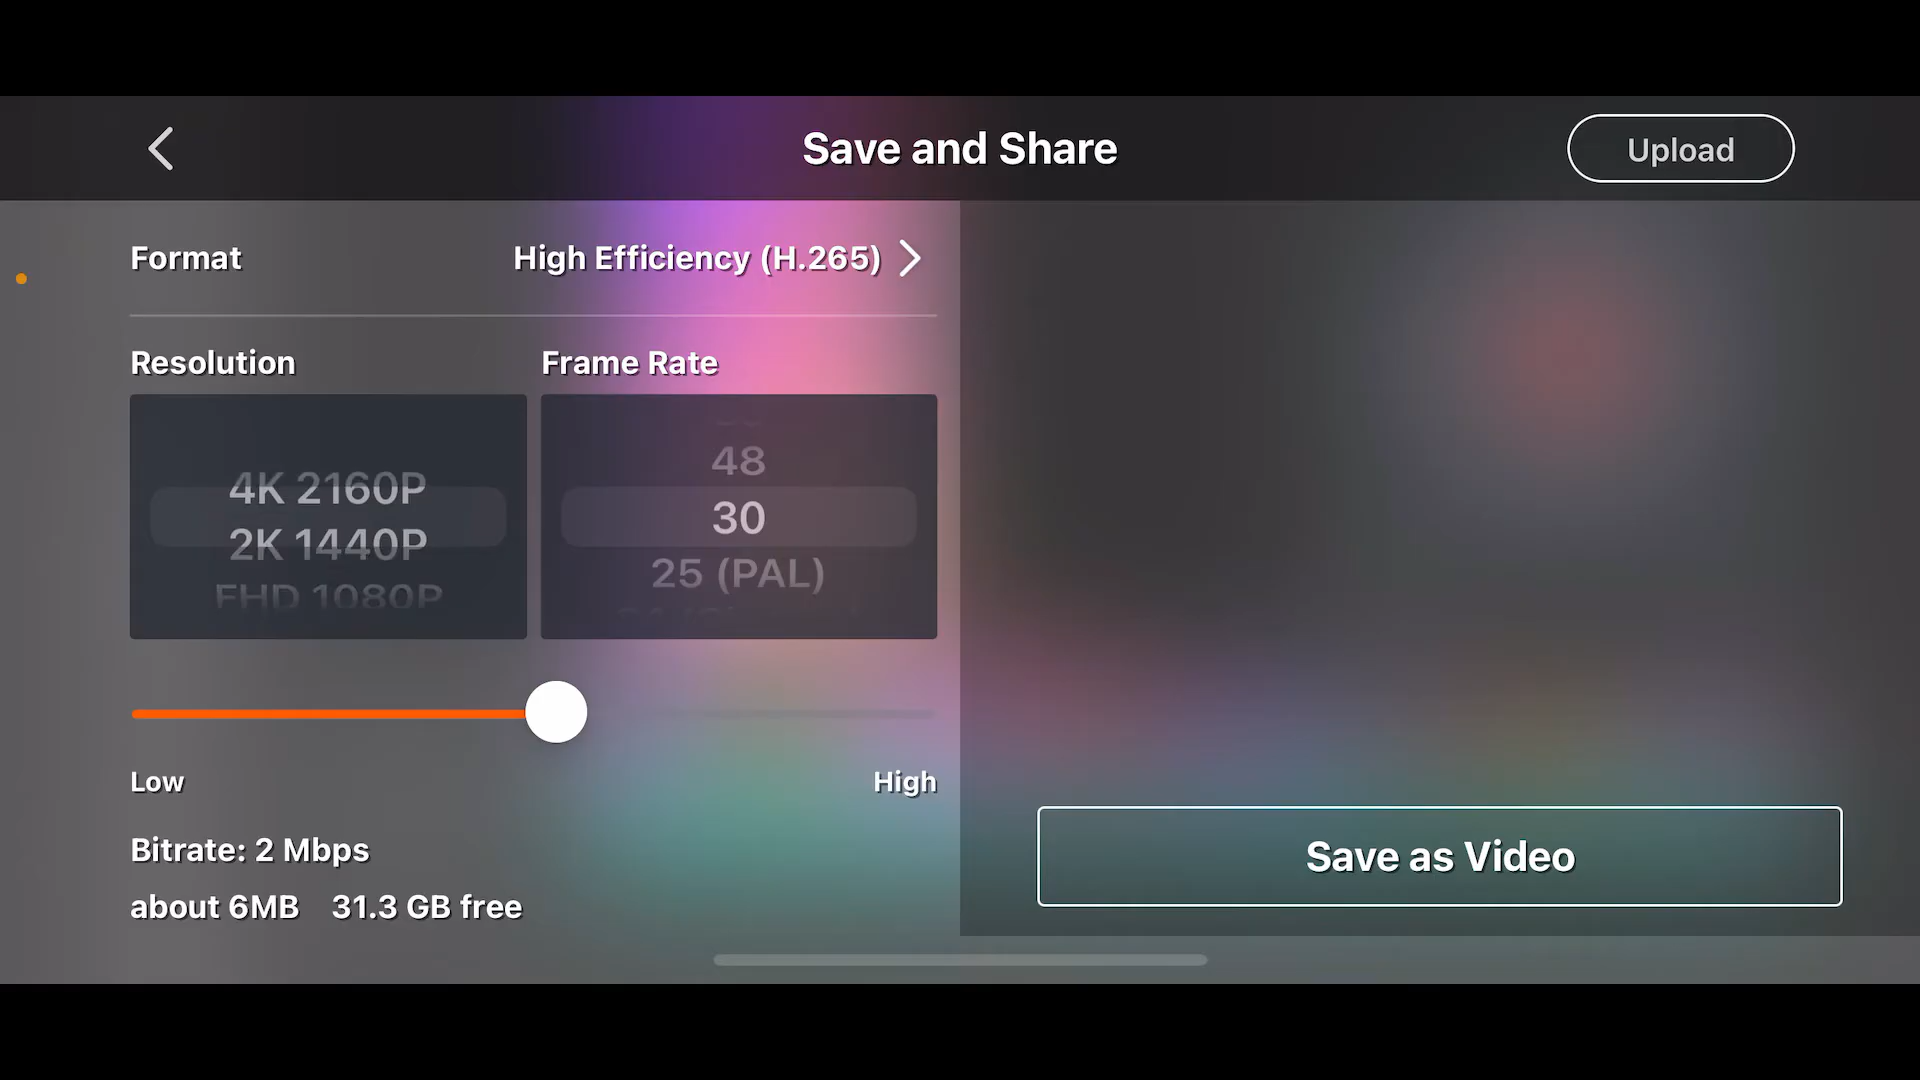 Save and Share
Upload
Format
High Efficiency (H.265)
Resolution
Frame Rate
4K 2160P
2K 1440P
FHD 1080P
48
30
25 (PAL)
Low
High
Bitrate: 2 Mbps
about 6MB 31.3 GB free
Save as Video